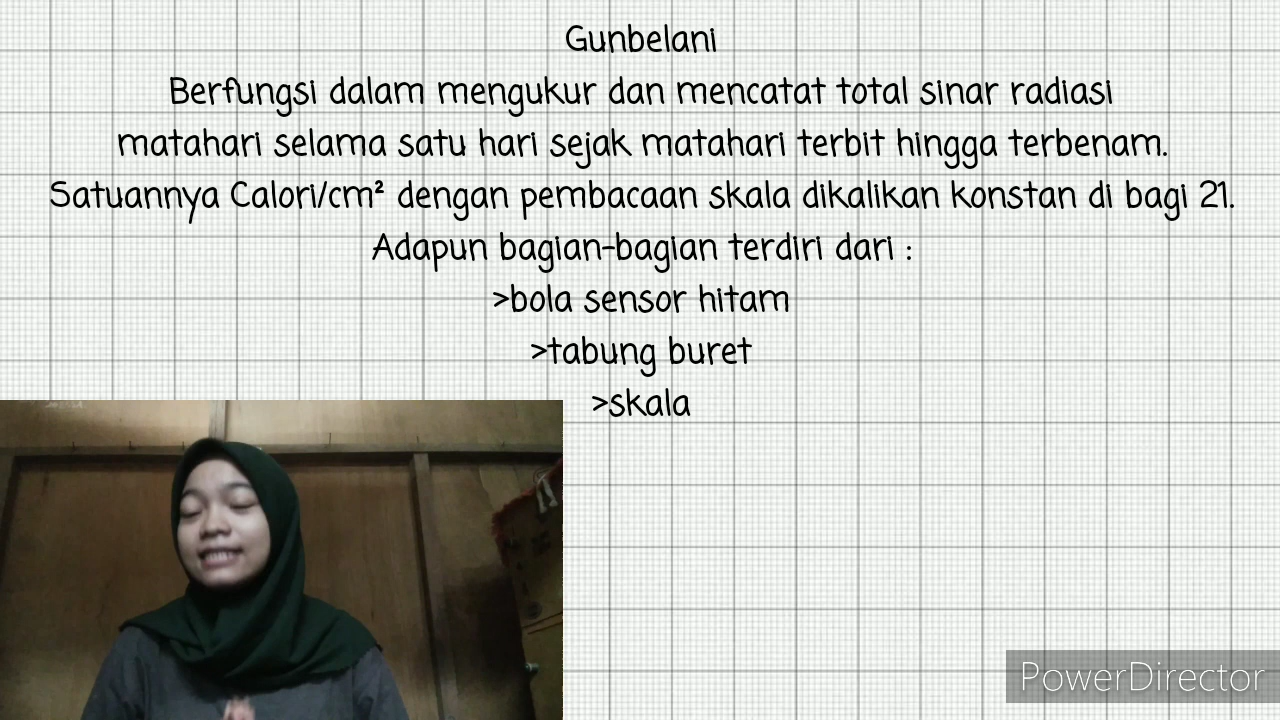 Gunbelani
Berfungsi dalam mengukur dan mencatat total sinar radiasi
matahari selama satu hari sejak matahari terbit hingga terbenam.
Satuannya Calori/cm² dengan pembacaan skala dikalikan konstan di bagi 21.
Adapun bagian-bagian terdiri dari :
>bola sensor hitam
>tabung buret
>skala
PowerDirector